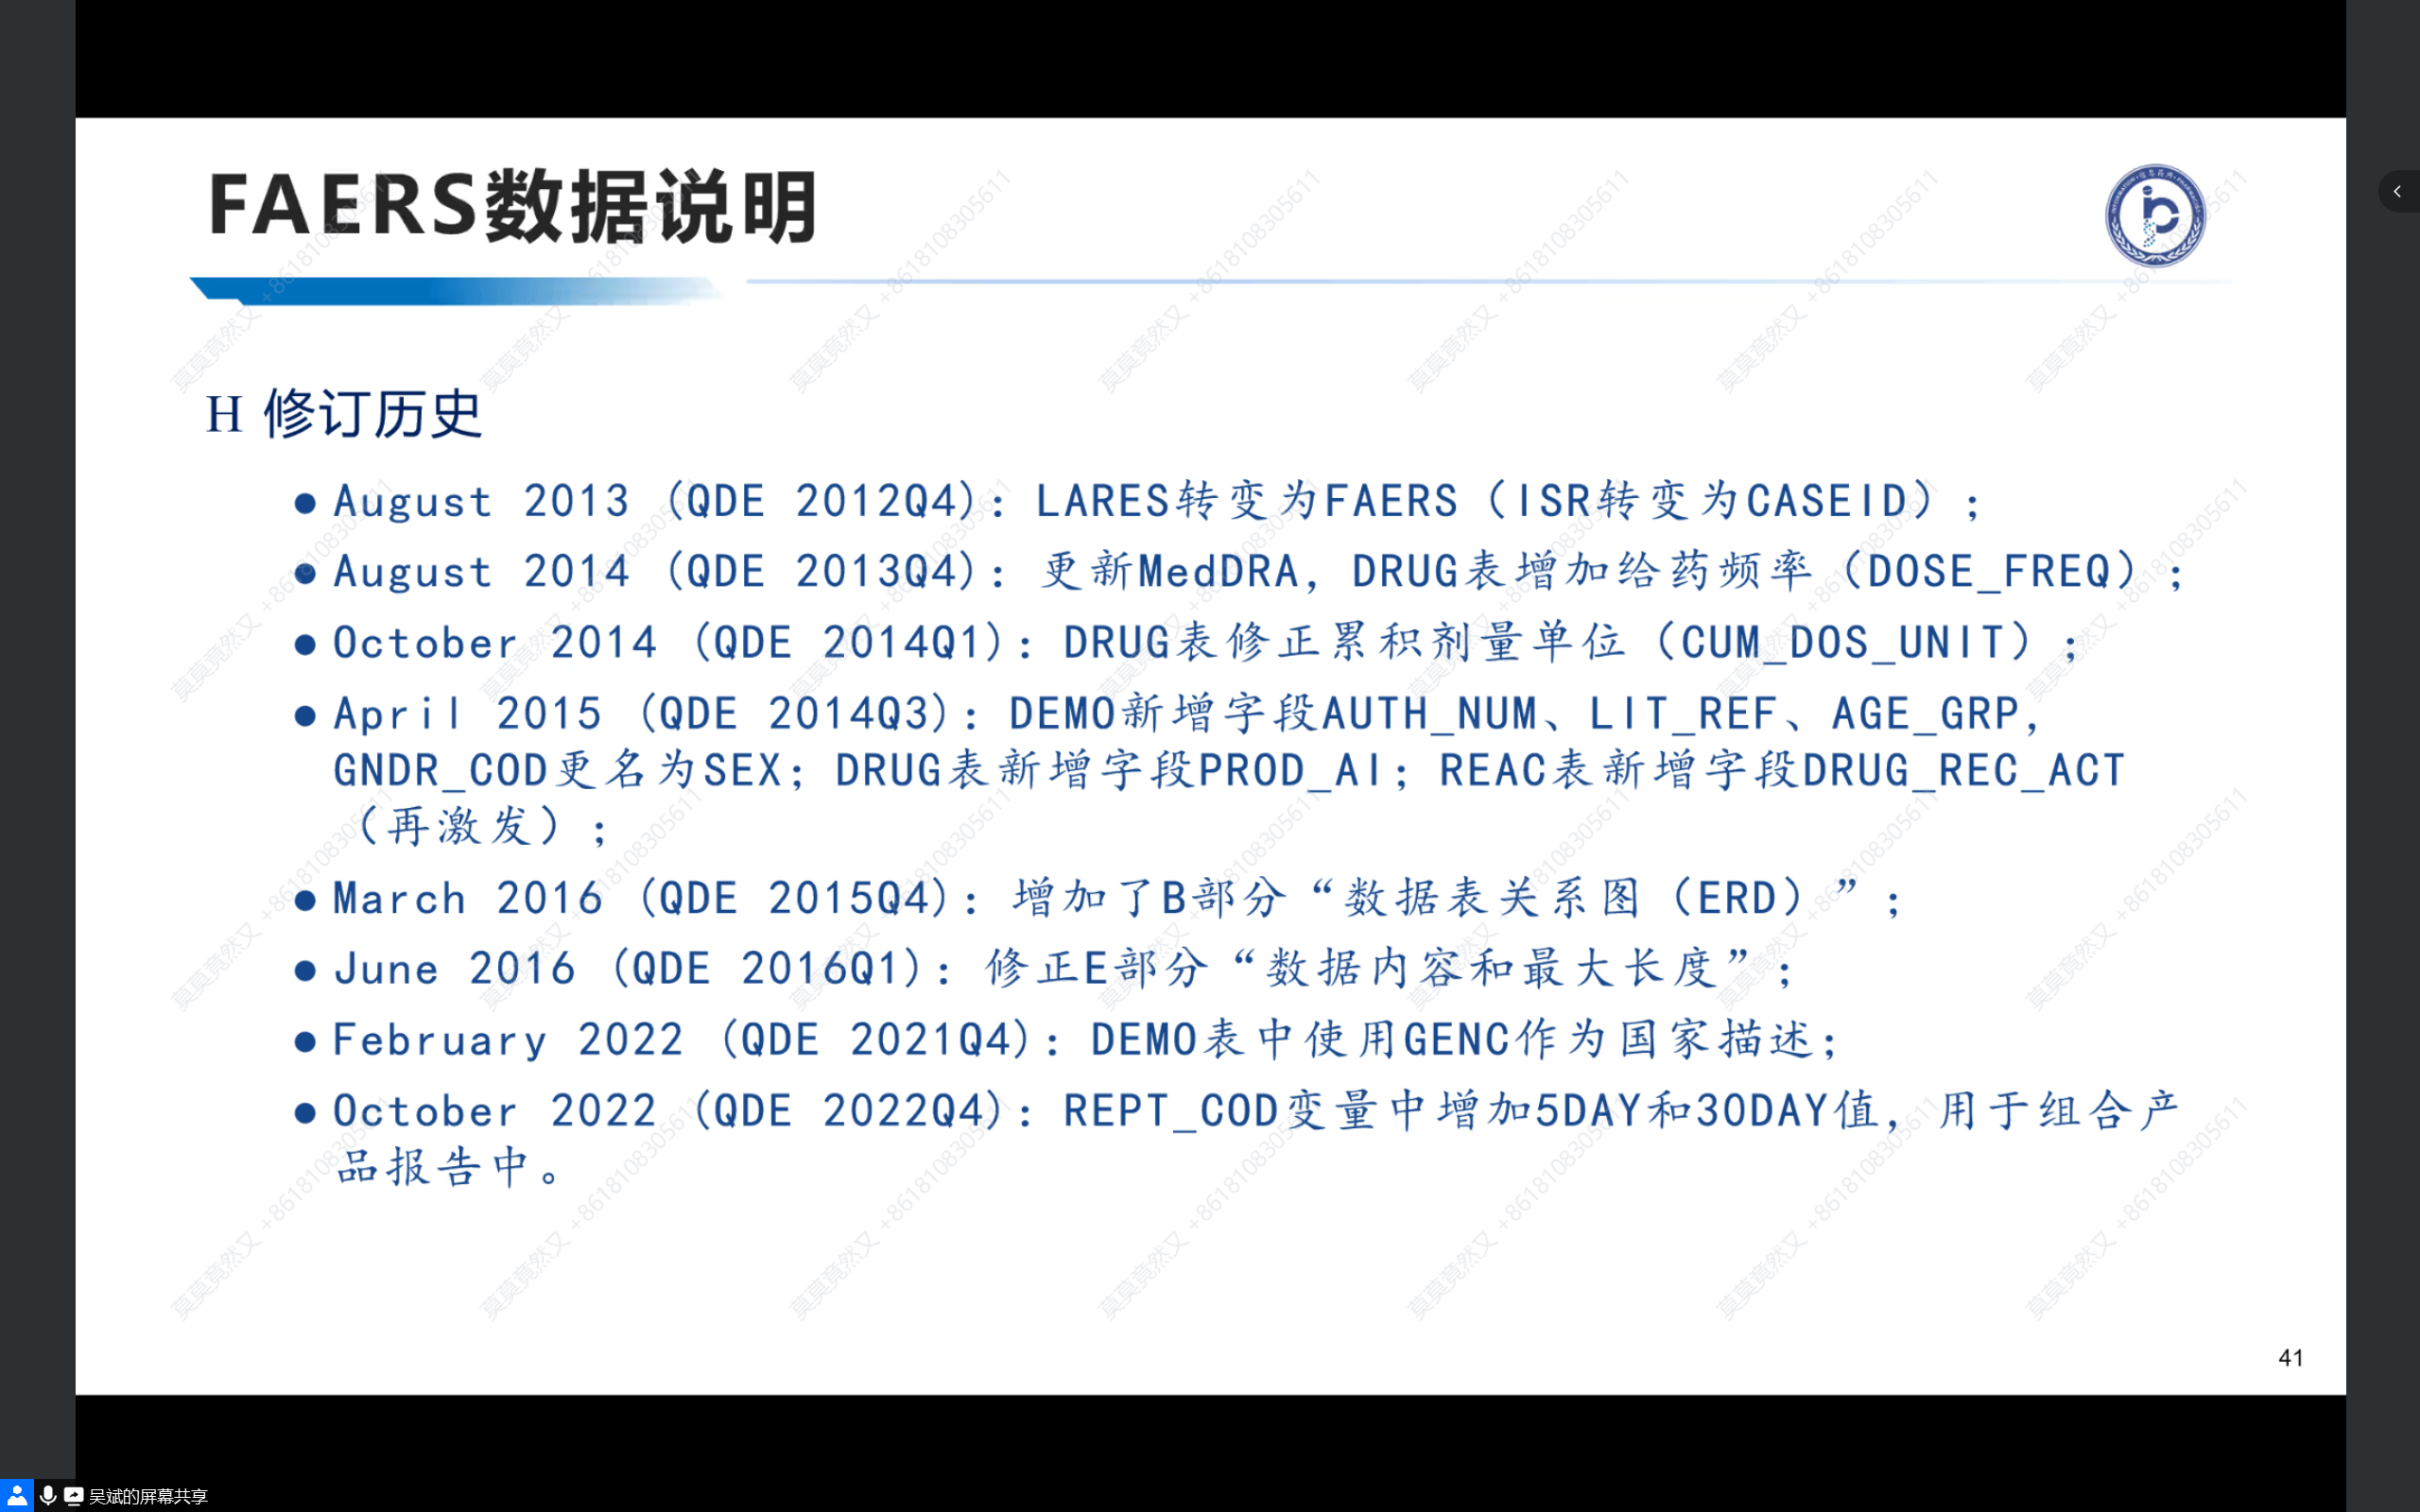 FAERS数据说明
H 修订历史
● August 2013 (QDE 2012Q4): LARES转变为FAERS（ISR转变为CASEID）；
● August 2014 (QDE 2013Q4): 更新MedDRA, DRUG表增加给药频率（DOSE_FREQ）；
● October 2014 (QDE 2014Q1): DRUG表修正累积剂量单位（CUM_DOS_UNIT）；
● April 2015 (QDE 2014Q3): DEMO新增字段AUTH_NUM、LIT_REF、AGE_GRP,
GNDR_COD更名为SEX; DRUG表新增字段PROD_AI; REAC表新增字段DRUG_REC_ACT
（再激发）；
● March 2016 (QDE 2015Q4): 增加了B部分“数据表关系图（ERD）”；
● June 2016 (QDE 2016Q1): 修正E部分“数据内容和最大长度”；
● February 2022 (QDE 2021Q4): DEMO表中使用GENC作为国家描述;
● October 2022 (QDE 2022Q4): REPT_COD变量中增加5DAY和30DAY值, 用于组合产
品报告中。
41
莫莫竟然又 +8618108305611
吴斌的屏幕共享